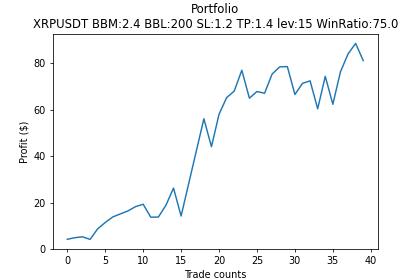 Portfolio
XRPUSDT BBM:2.4 BBL:200 SL:1.2 TP:1.4 lev:15 WinRatio:75.0
80
60
40
20
0
Profit ($)
0 5 10 15 20 25 30 35 40
Trade counts